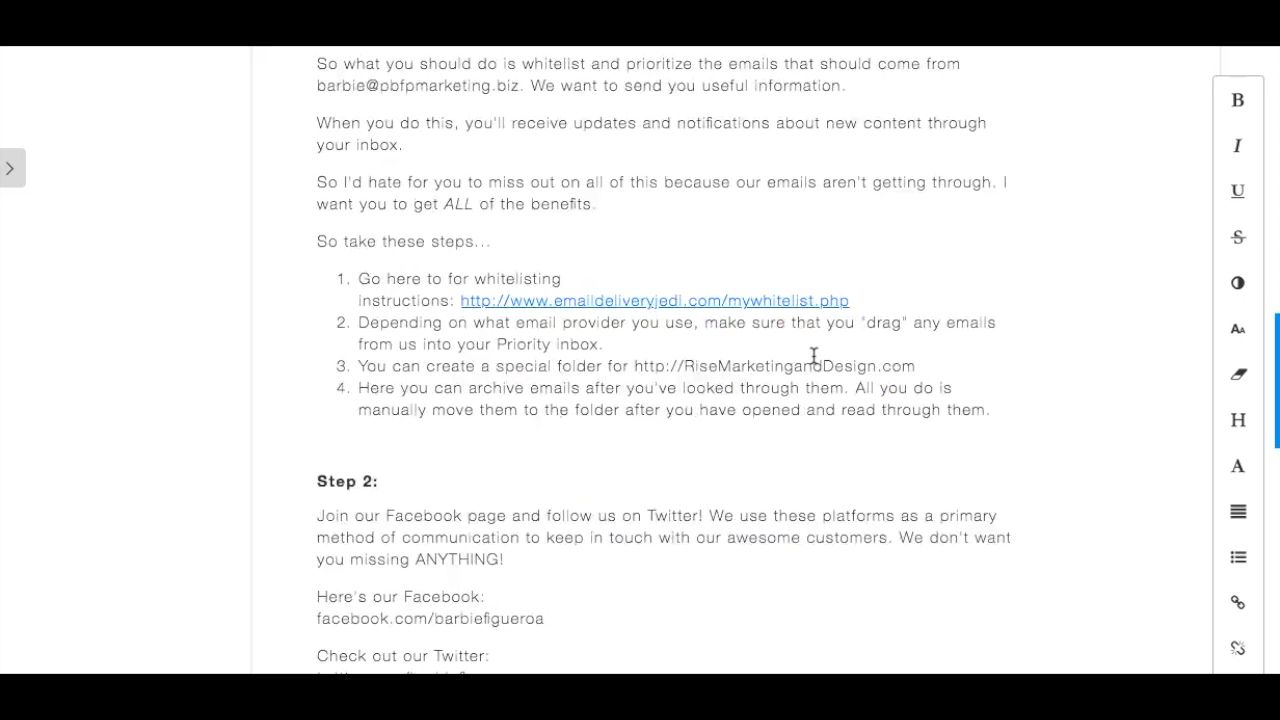 So what you should do is whitelist and prioritize the emails that should come from
barbie@pbfpmarketing.biz. We want to send you useful information.
When you do this, you'll receive updates and notifications about new content through
your inbox.
So I'd hate for you to miss out on all of this because our emails aren't getting through. I
want you to get ALL of the benefits.
So take these steps...
1. Go here to for whitelisting
instructions: http://www.emaildeliveryjedi.com/mywhitelist.php
2. Depending on what email provider you use, make sure that you "drag" any emails
from us into your Priority inbox.
3. You can create a special folder for http://RiseMarketingandDesign.com
4. Here you can archive emails after you've looked through them. All you do is
manually move them to the folder after you have opened and read through them.
Step 2:
Join our Facebook page and follow us on Twitter! We use these platforms as a primary
method of communication to keep in touch with our awesome customers. We don't want
you missing ANYTHING!
Here's our Facebook:
facebook.com/barbiefigueroa
Check out our Twitter:
B
I
U
S
AA
H
A